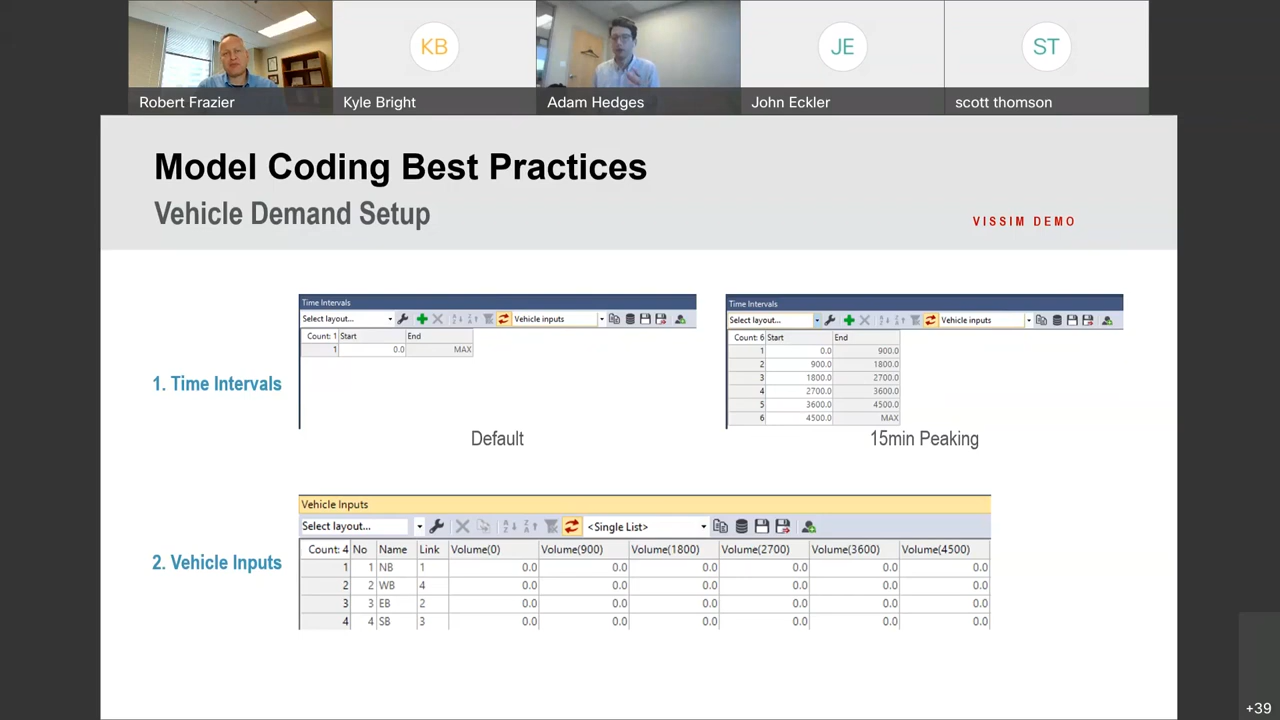 KB
JE
ST
Robert Frazier
Kyle Bright
Adam Hedges
John Eckler
scott thomson
Model Coding Best Practices
Vehicle Demand Setup
VISSIM DEMO
1. Time Intervals
Time Intervals
Select layout... Vehicle inputs
Count: 1 Start End
1 0.0 MAX
Default
Time Intervals
Select layout... Vehicle inputs
Count: 6 Start End
1 0.0 900.0
2 900.0 1800.0
3 1800.0 2700.0
4 2700.0 3600.0
5 3600.0 4500.0
6 4500.0 MAX
15min Peaking
2. Vehicle Inputs
Vehicle Inputs
Select layout... <Single List>
Count: 4 No Name Link Volume(0) Volume(900) Volume(1800) Volume(2700) Volume(3600) Volume(4500)
1 1 NB 1 0.0 0.0 0.0 0.0 0.0 0.0
2 2 WB 4 0.0 0.0 0.0 0.0 0.0 0.0
3 3 EB 2 0.0 0.0 0.0 0.0 0.0 0.0
4 4 SB 3 0.0 0.0 0.0 0.0 0.0 0.0
+39